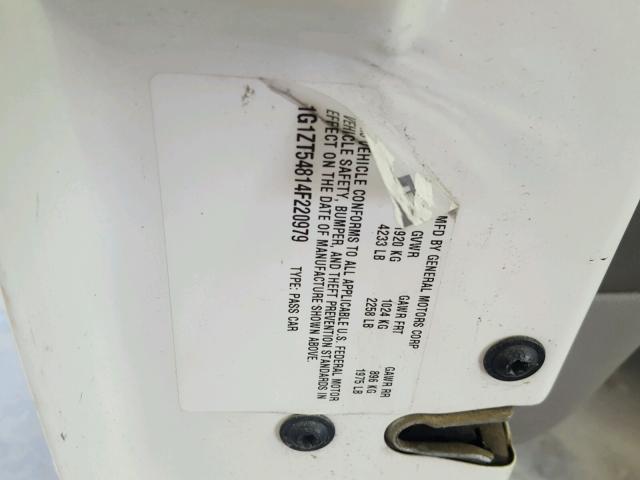 MFD BY GENERAL MOTORS CORP
GVWR GAWR FRT GAWR RR
1920 KG 1024 KG 896 KG
4233 LB 2258 LB 1975 LB
VEHICLE CONFORMS TO ALL APPLICABLE U.S. FEDERAL MOTOR
VEHICLE SAFETY, BUMPER, AND THEFT PREVENTION STANDARDS IN
EFFECT ON THE DATE OF MANUFACTURE SHOWN ABOVE.
1G1ZT54814F220979 TYPE: PASS CAR